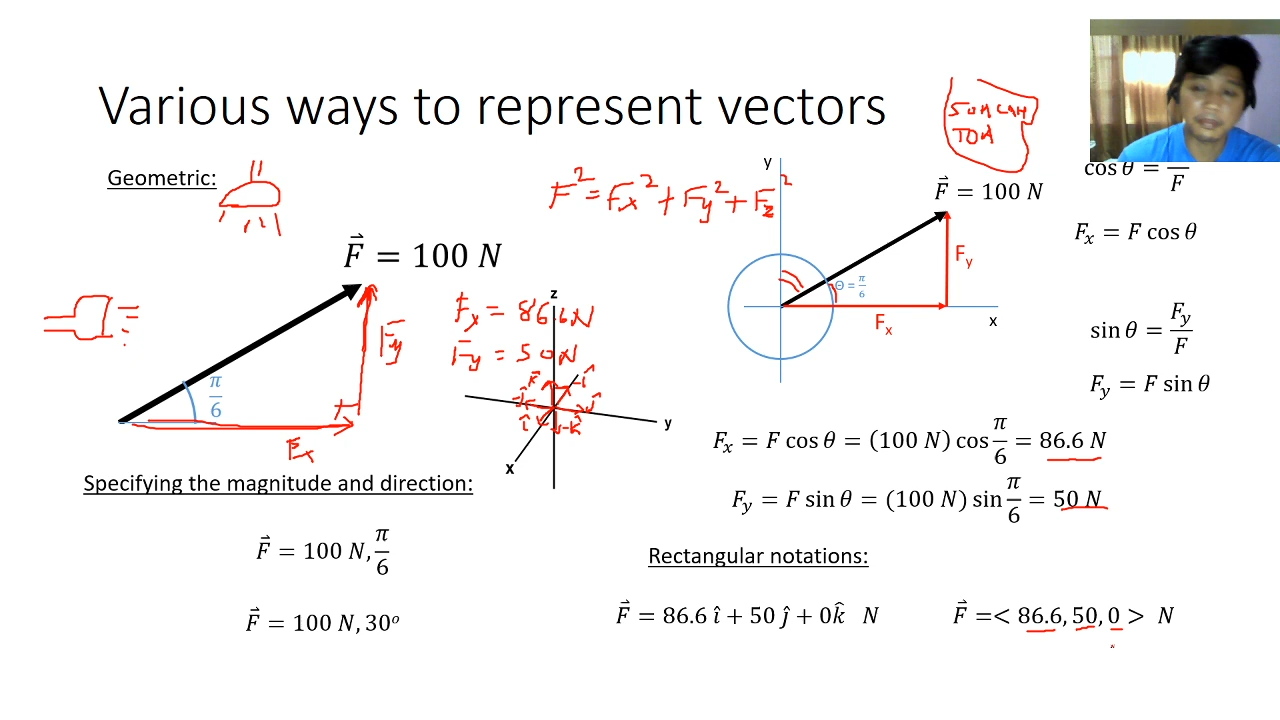 Various ways to represent vectors
SOH CAH
TOA
Geometric:
F² = Fx² + Fy² + Fz²
F⃗ = 100 N
π/6
Fy
Fx
Fx = 86.6 N
Fy = 50 N
z
k̂
-î
-ĵ
ĵ
î
-k̂
y
x
y
F⃗ = 100 N
Θ = π/6
Fy
Fx
x
cos θ = /F
Fx = F cos θ
sin θ = Fy/F
Fy = F sin θ
Fx = F cos θ = (100 N) cos π/6 = 86.6 N
Fy = F sin θ = (100 N) sin π/6 = 50 N
Specifying the magnitude and direction:
F⃗ = 100 N, π/6
F⃗ = 100 N, 30°
Rectangular notations:
F⃗ = 86.6 î + 50 ĵ + 0k̂ N
F⃗ =< 86.6, 50, 0 > N